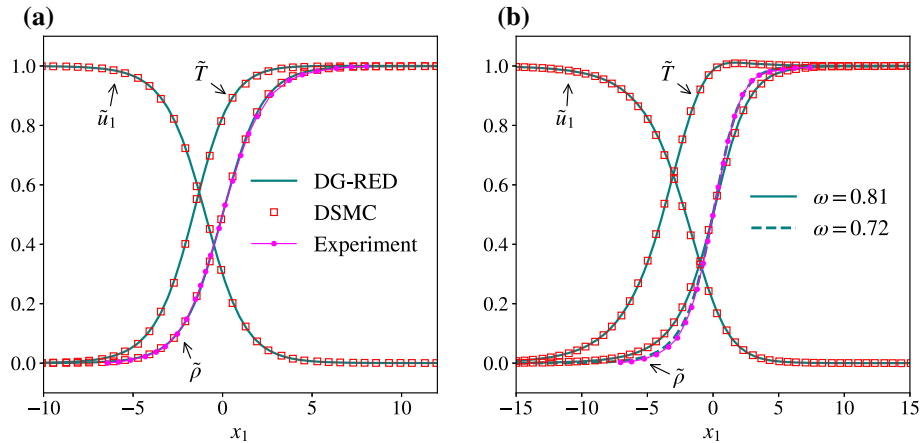 (a)
1.0
0.8
0.6
0.4
0.2
0.0
−10
−5
0
5
10
x₁
ũ₁
T̃
ρ̃
DG-RED
DSMC
Experiment
(b)
1.0
0.8
0.6
0.4
0.2
0.0
−15
−10
−5
0
5
10
15
x₁
ũ₁
T̃
ρ̃
ω = 0.81
ω = 0.72